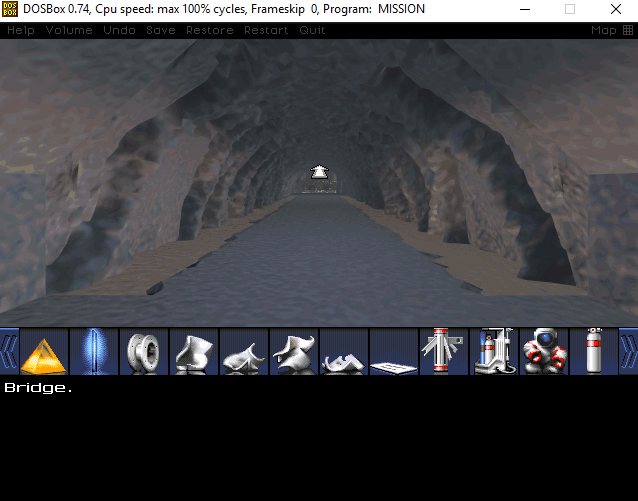 DOSBox 0.74, Cpu speed: max 100% cycles, Frameskip 0, Program: MISSION
Help Volume Undo Save Restore Restart Quit Map
Bridge.